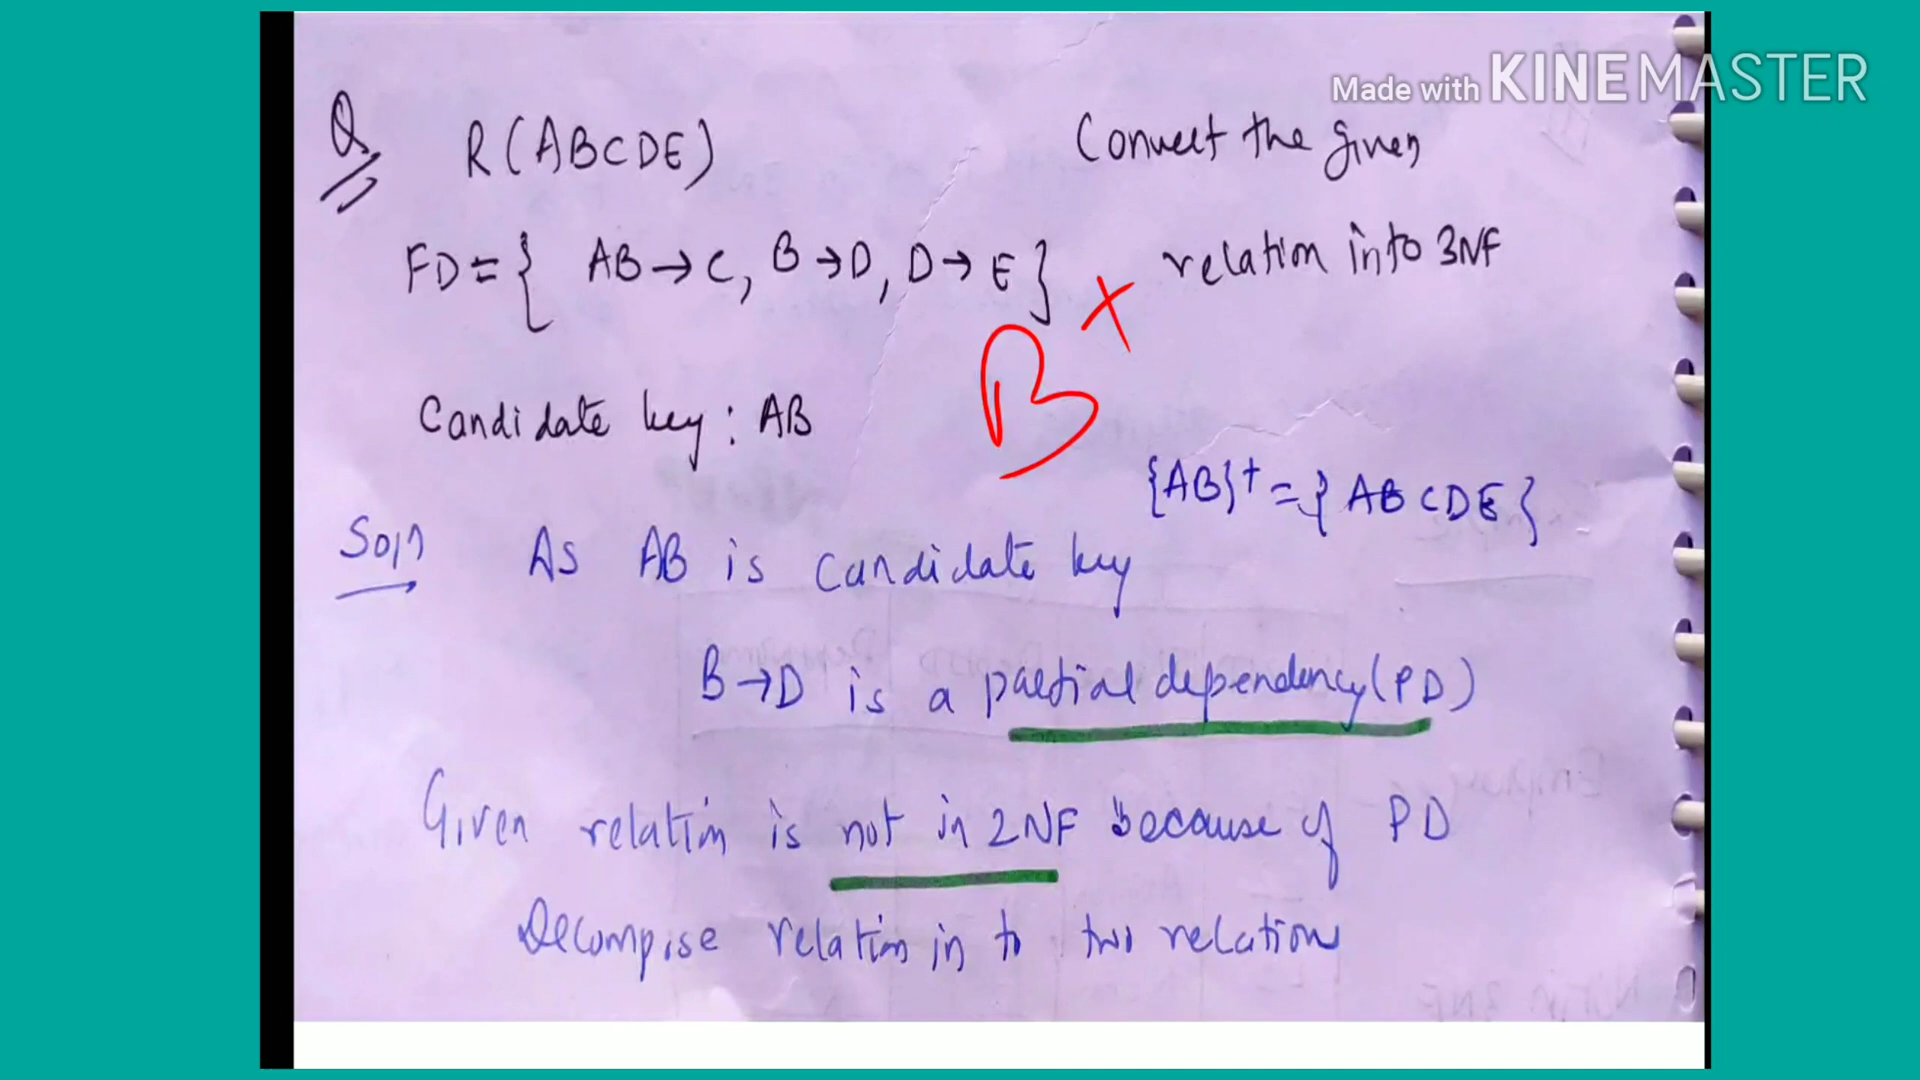 Made with KINEMASTER
Q R(ABCDE) Convert the given
FD = { AB→C, B→D, D→E } relation into 3NF
B+
Candidate key: AB
{AB}+ = { ABCDE }
Soln As AB is candidate key
B→D is a partial dependency (PD)
Given relation is not in 2NF because of PD
Decompose relation in to two relations